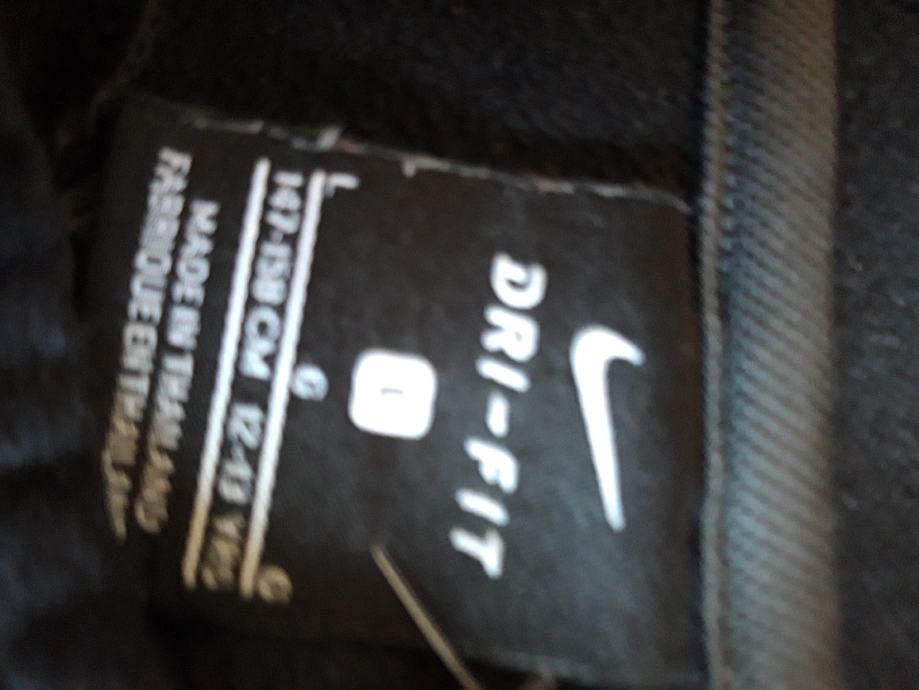 DRI-FIT
L
L G G
147-158 CM 12-13 YRS
MADE IN THAILAND
FABRIQUE EN THAILANDE